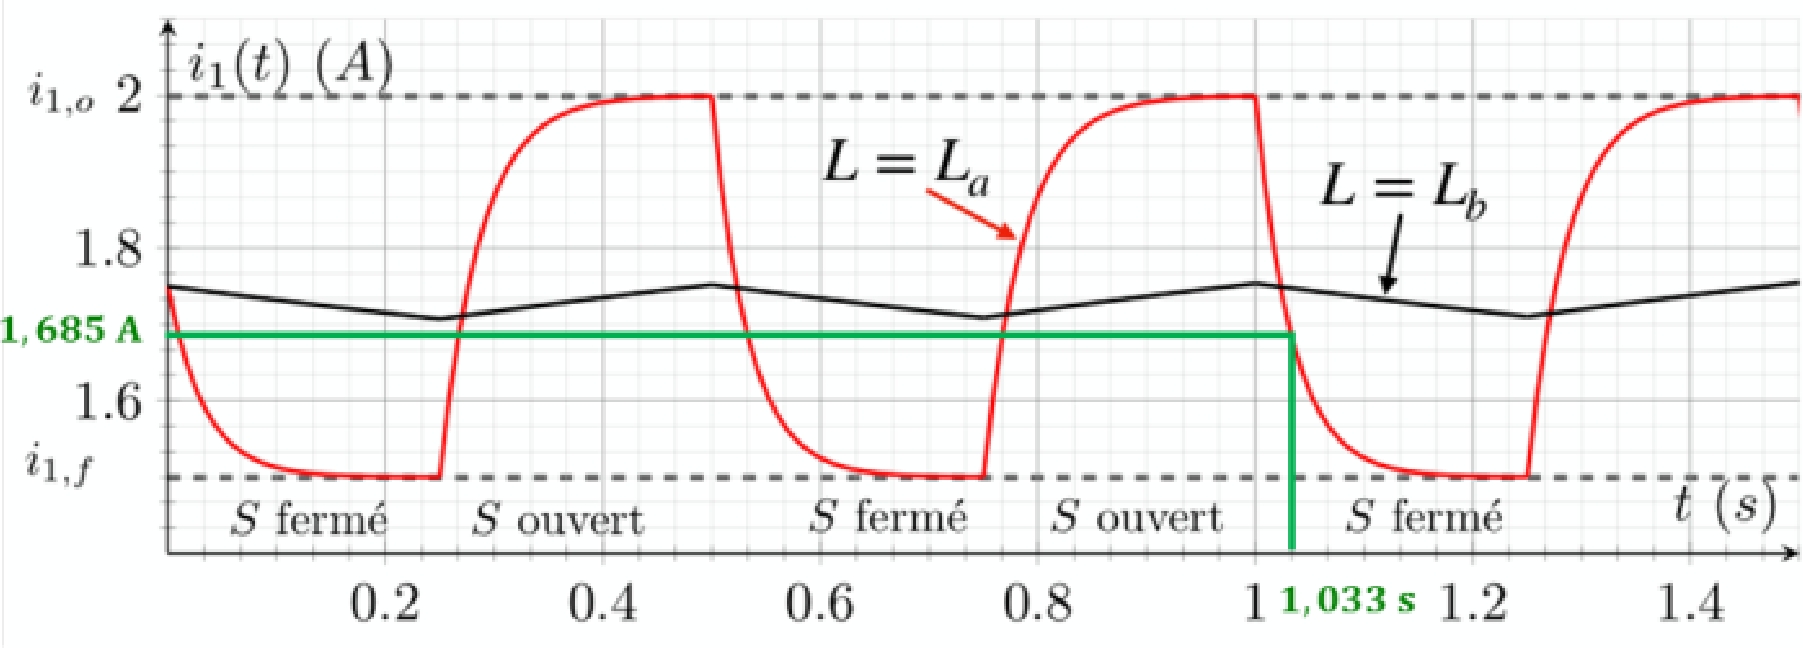 i₁(t) (A)
i₁,ₒ 2
L = Lₐ
L = L_b
1.8
1,685 A
1.6
i₁,f
S fermé S ouvert S fermé S ouvert S fermé t (s)
0.2 0.4 0.6 0.8 1 1,033 s 1.2 1.4